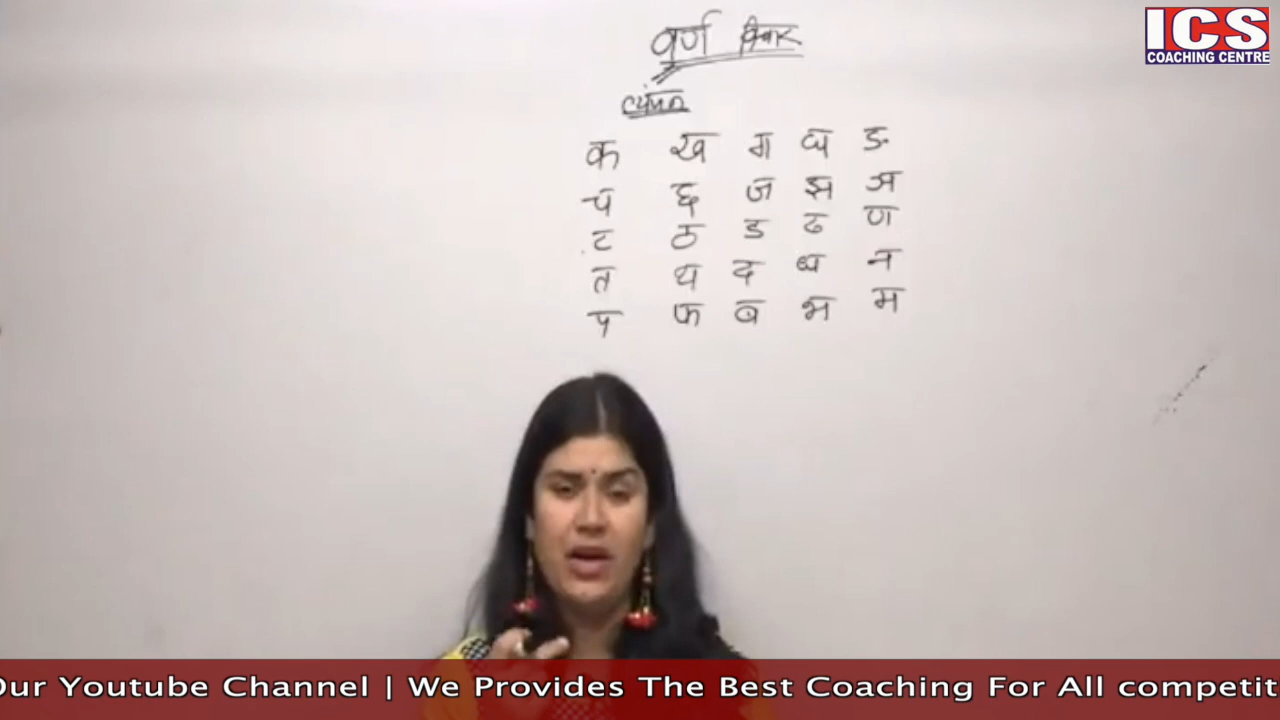 वर्ण विचार
व्यंजन
क ख ग घ ङ
च छ ज झ ञ
ट ठ ड ढ ण
त थ द ध न
प फ ब भ म
ICS
COACHING CENTRE
Our Youtube Channel | We Provides The Best Coaching For All competit